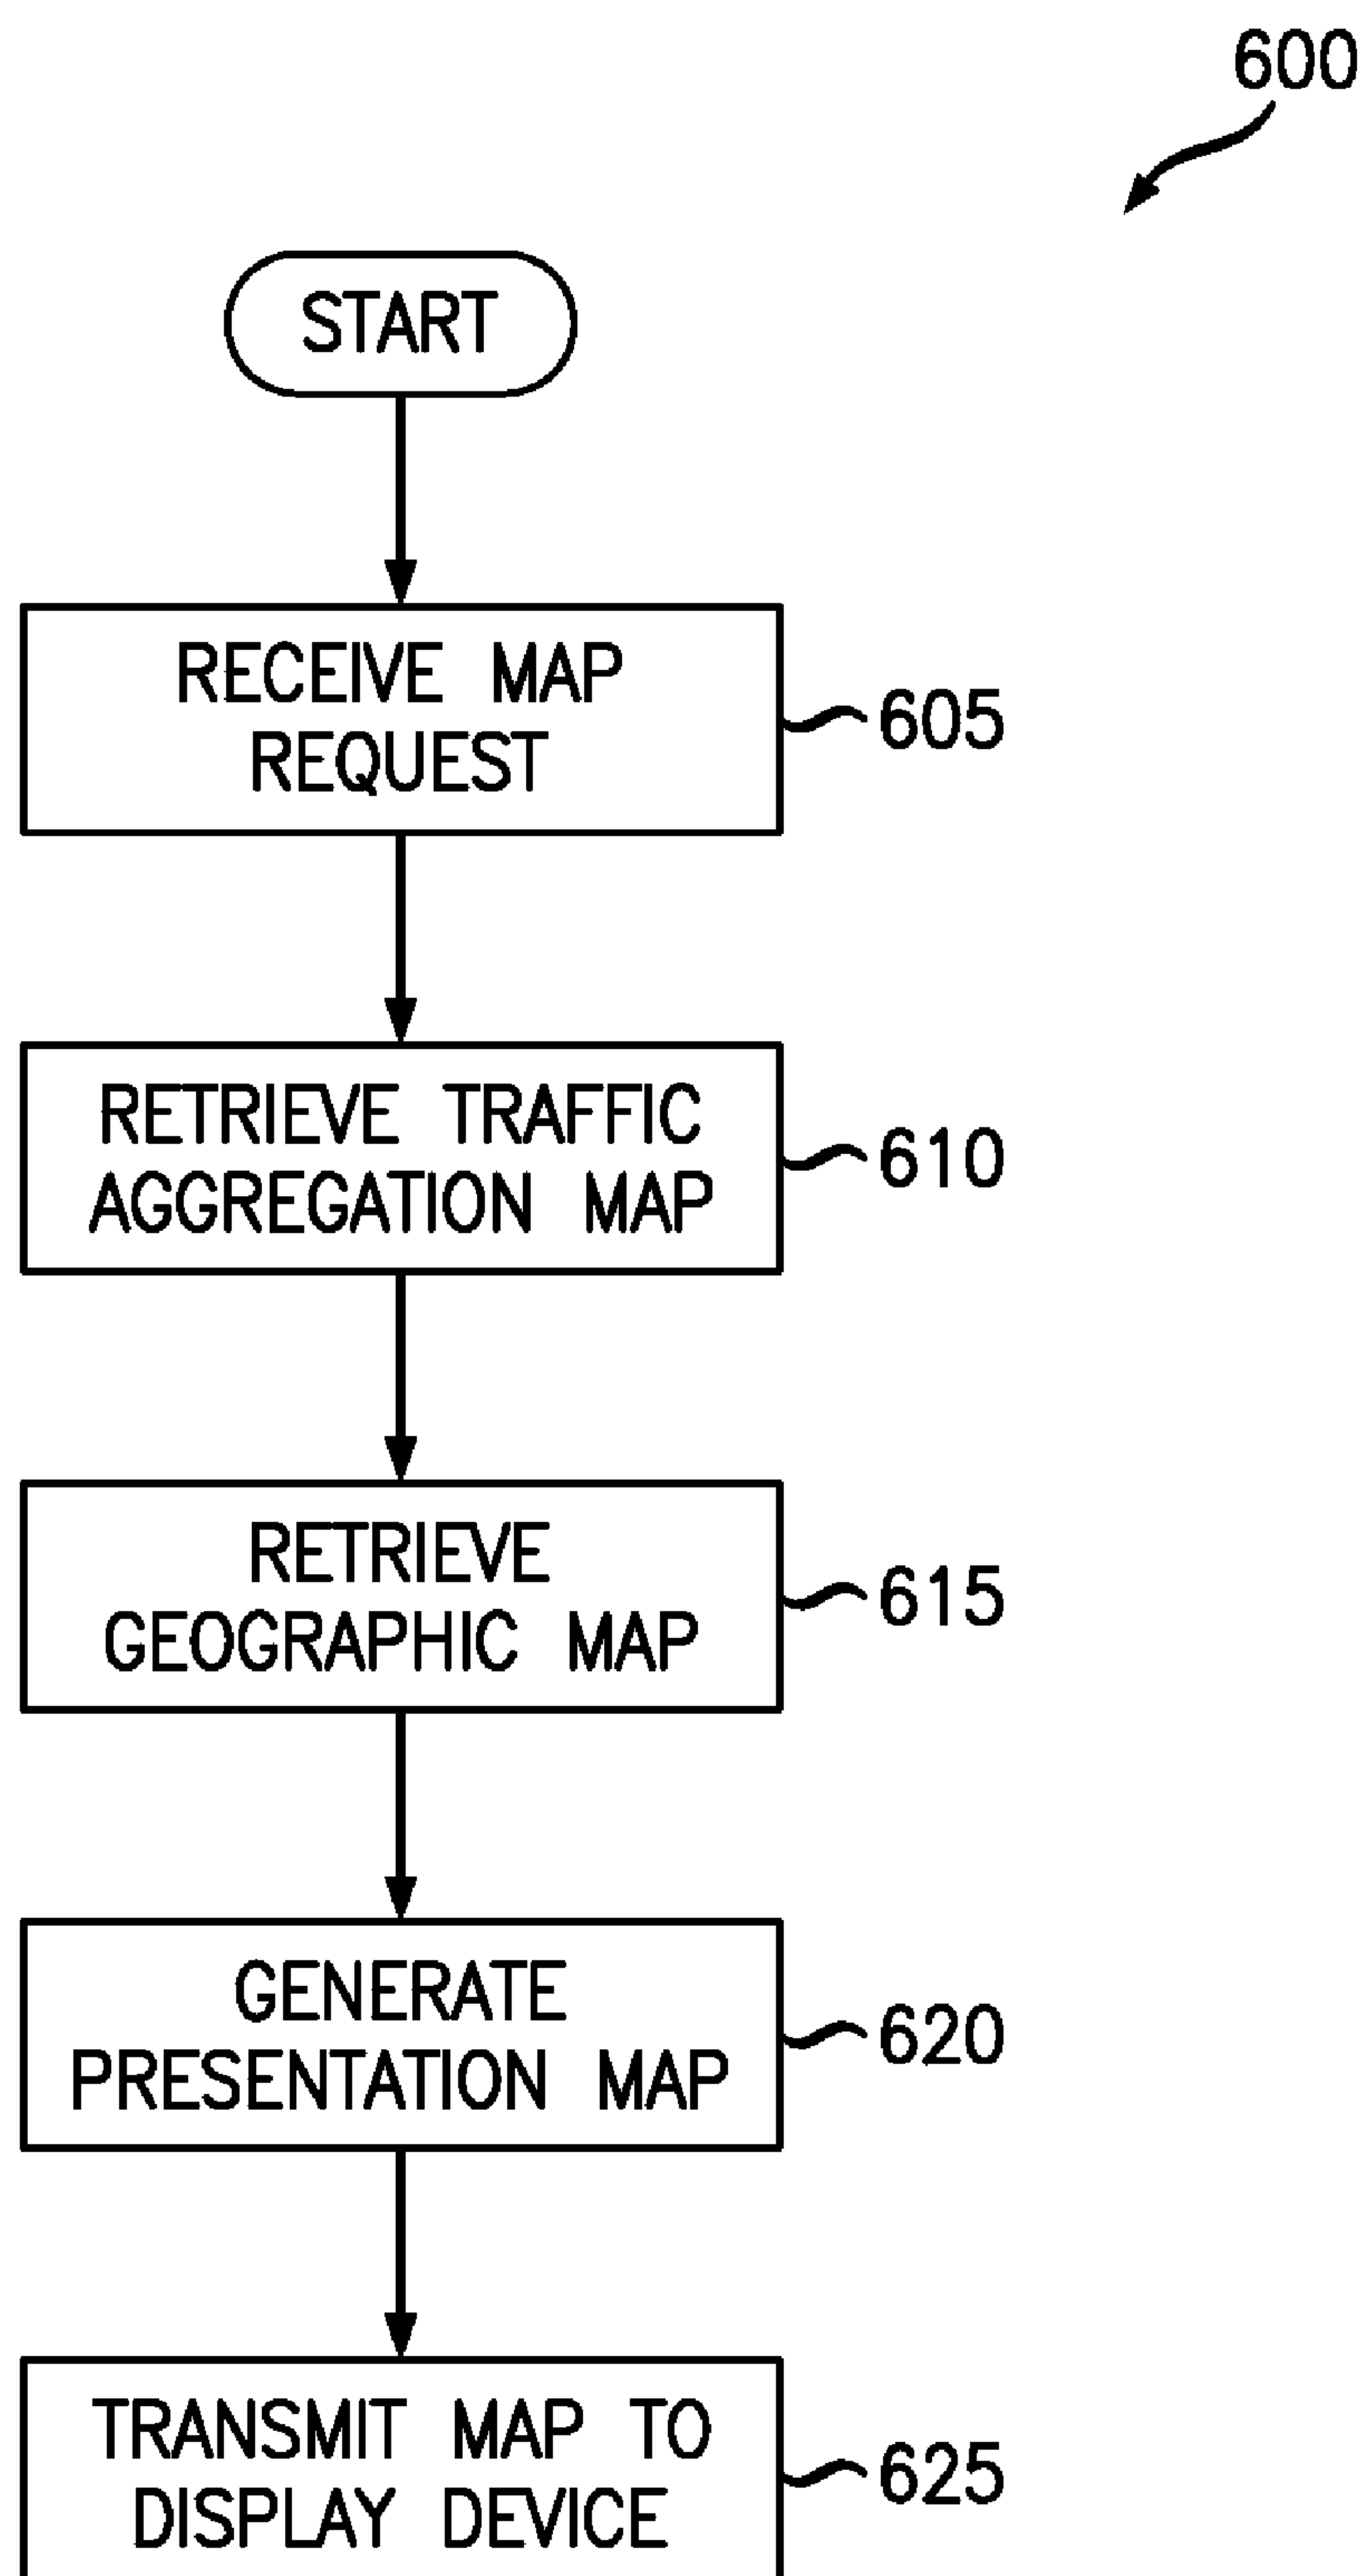 600
START
RECEIVE MAP
REQUEST
605
RETRIEVE TRAFFIC
AGGREGATION MAP
610
RETRIEVE
GEOGRAPHIC MAP
615
GENERATE
PRESENTATION MAP
620
TRANSMIT MAP TO
DISPLAY DEVICE
625